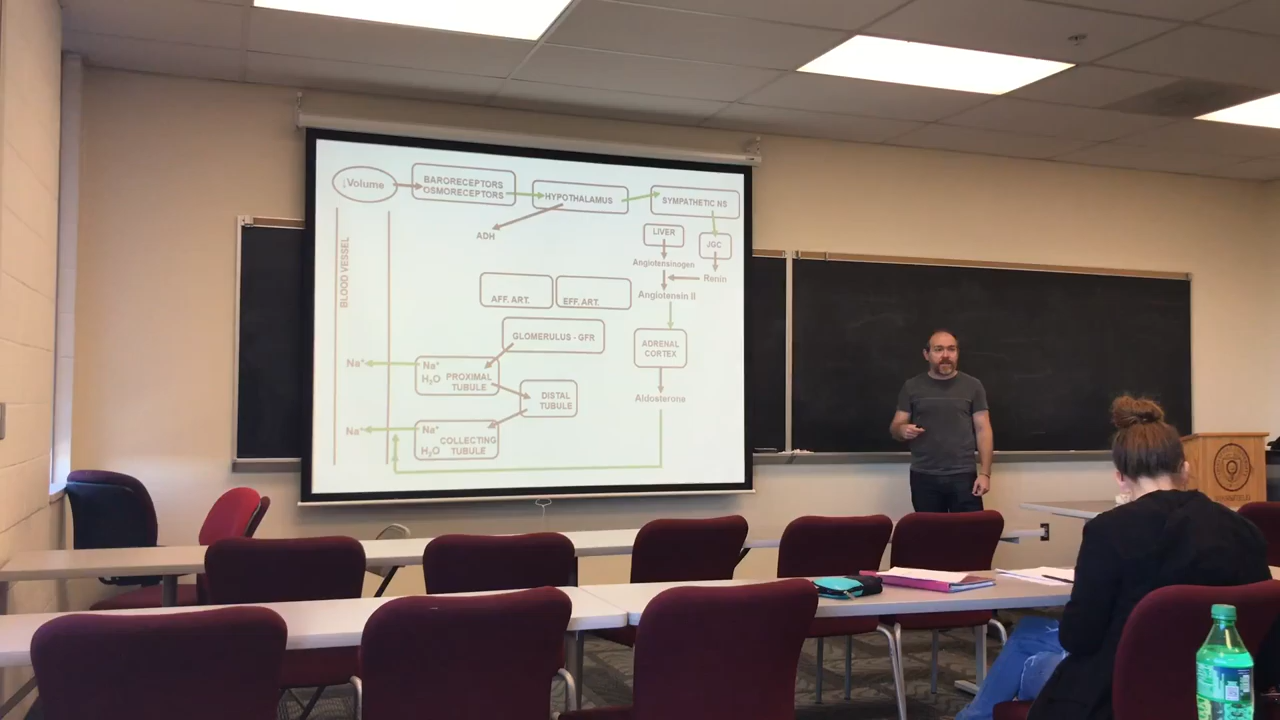 ↓Volume
BARORECEPTORS
OSMORECEPTORS
HYPOTHALAMUS
SYMPATHETIC NS
ADH
LIVER
JGC
BLOOD VESSEL
Angiotensinogen
Renin
AFF. ART.
EFF. ART.
Angiotensin II
GLOMERULUS - GFR
ADRENAL
CORTEX
Na⁺
Na⁺
H₂O
PROXIMAL
TUBULE
DISTAL
TUBULE
Aldosterone
Na⁺
Na⁺
H₂O
COLLECTING
TUBULE